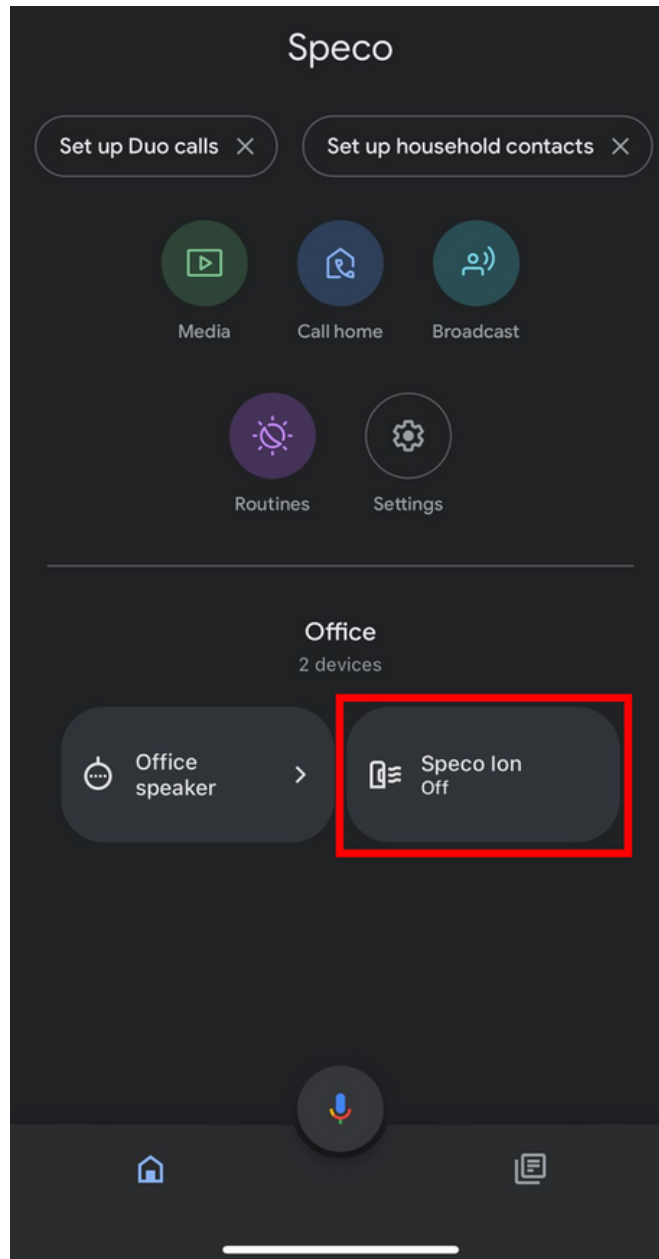 Speco
Set up Duo calls
Set up household contacts
Media
Call home
Broadcast
Routines
Settings
Office
2 devices
Office
speaker
Speco Ion
Off